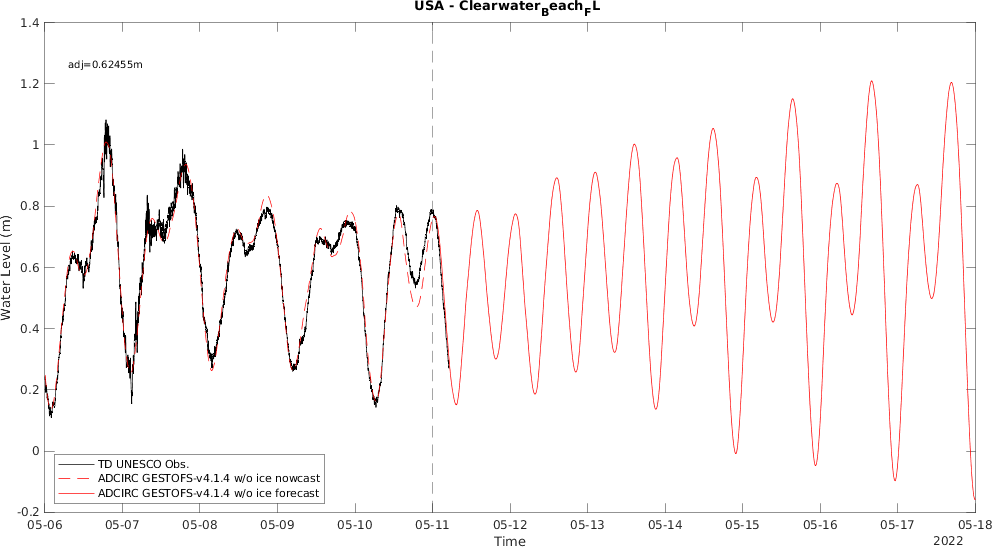 USA - ClearwaterBeachFL
adj=0.62455m
1.4
1.2
1
0.8
0.6
0.4
0.2
0
-0.2
Water Level (m)
TD UNESCO Obs.
ADCIRC GESTOFS-v4.1.4 w/o ice nowcast
ADCIRC GESTOFS-v4.1.4 w/o ice forecast
05-06 05-07 05-08 05-09 05-10 05-11 05-12 05-13 05-14 05-15 05-16 05-17 05-18
Time
2022